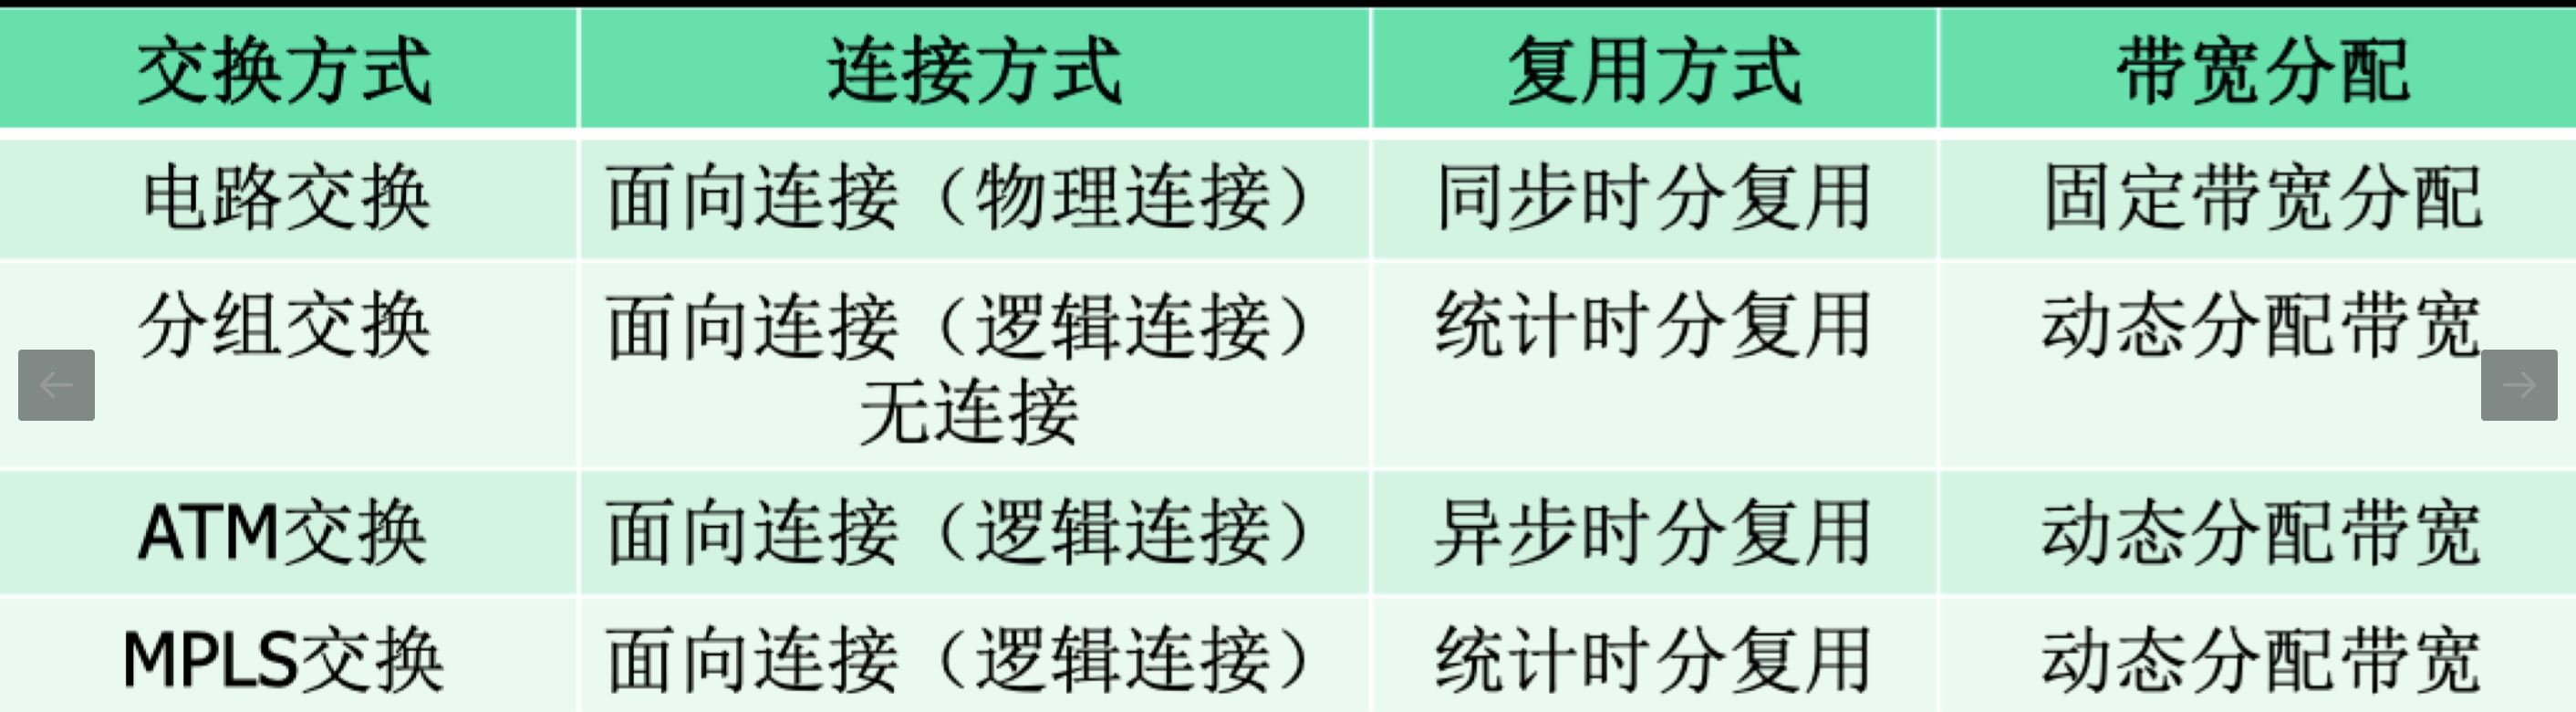 交换方式 连接方式 复用方式 带宽分配
电路交换 面向连接（物理连接） 同步时分复用 固定带宽分配
分组交换 面向连接（逻辑连接） 统计时分复用 动态分配带宽
无连接
ATM交换 面向连接（逻辑连接） 异步时分复用 动态分配带宽
MPLS交换 面向连接（逻辑连接） 统计时分复用 动态分配带宽